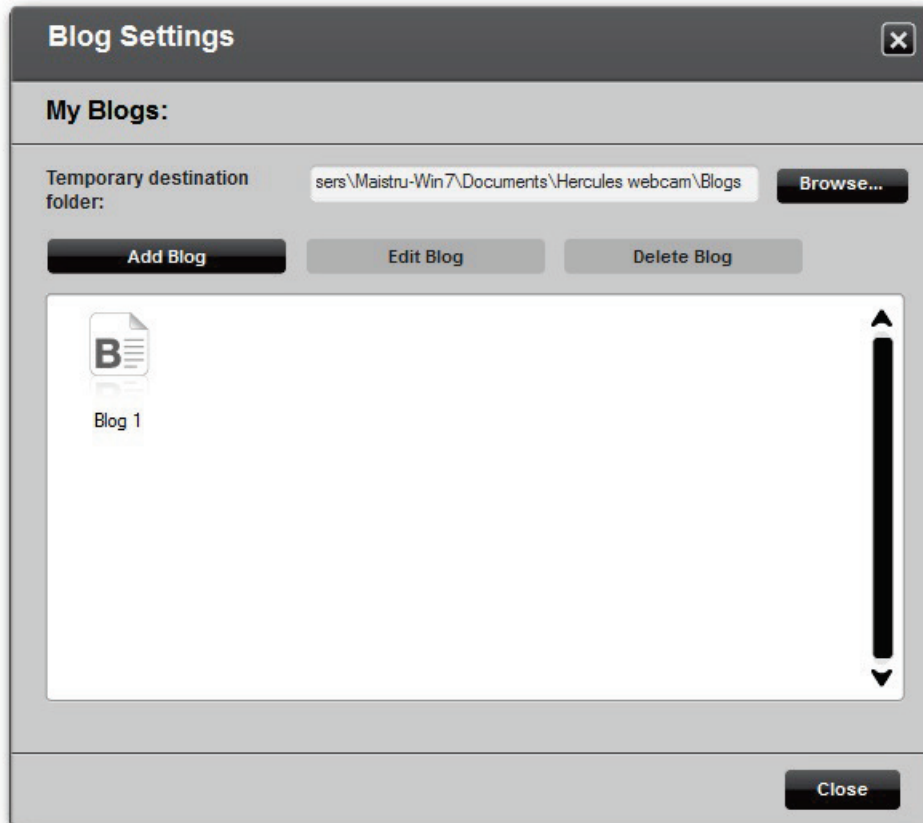 Blog Settings
My Blogs:
Temporary destination
folder:
sers\Maistru-Win7\Documents\Hercules webcam\Blogs
Browse...
Add Blog
Edit Blog
Delete Blog
B
Blog 1
Close